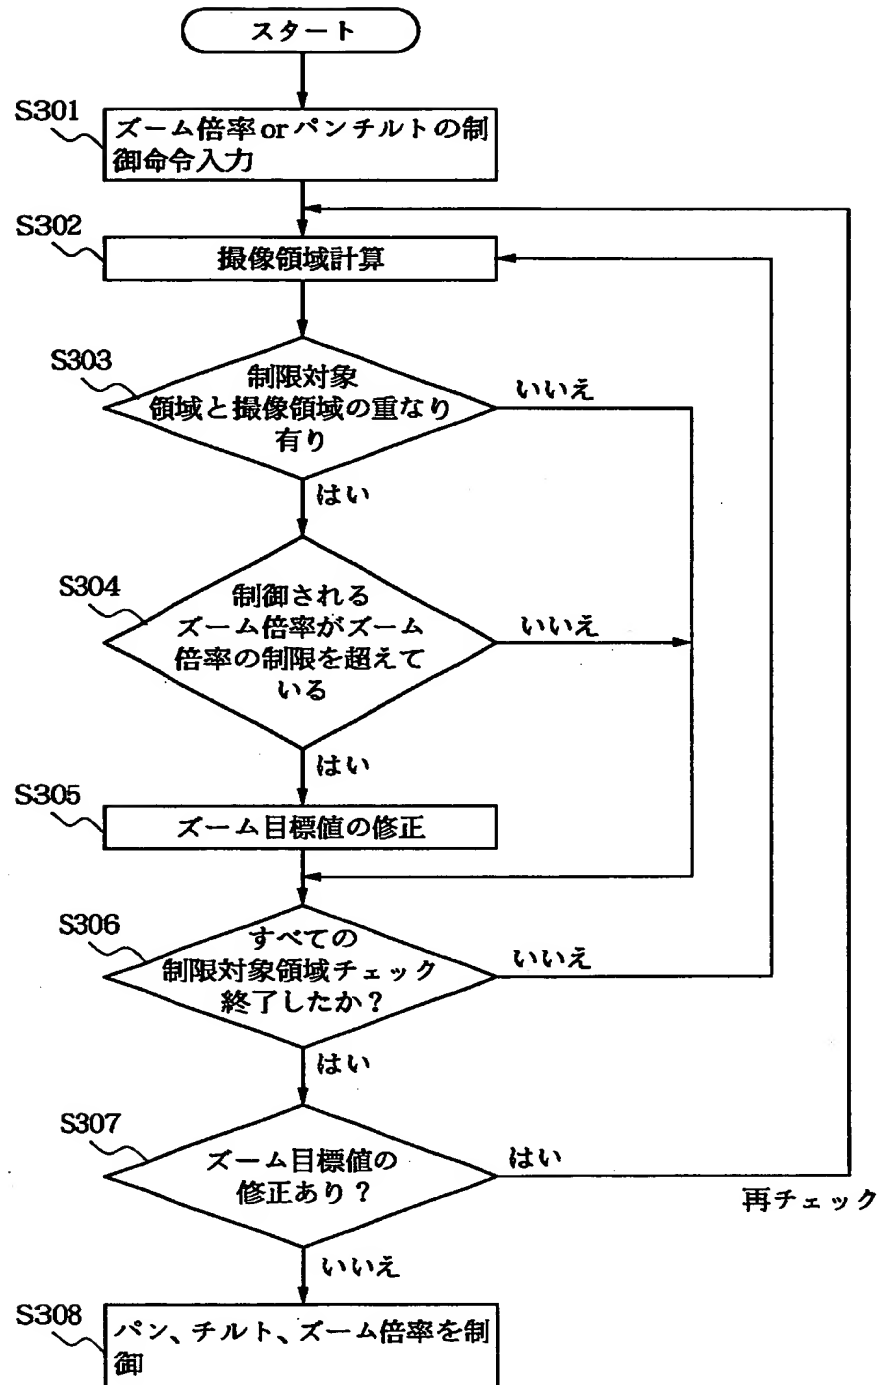 スタート
S301
ズーム倍率orパンチルトの制
御命令入力
S302
撮像領域計算
S303
制限対象
領域と撮像領域の重なり
有り
いいえ
はい
S304
制御される
ズーム倍率がズーム
倍率の制限を超えて
いる
いいえ
はい
S305
ズーム目標値の修正
S306
すべての
制限対象領域チェック
終了したか?
いいえ
はい
S307
ズーム目標値の
修正あり?
はい
再チェック
いいえ
S308
パン、チルト、ズーム倍率を制
御